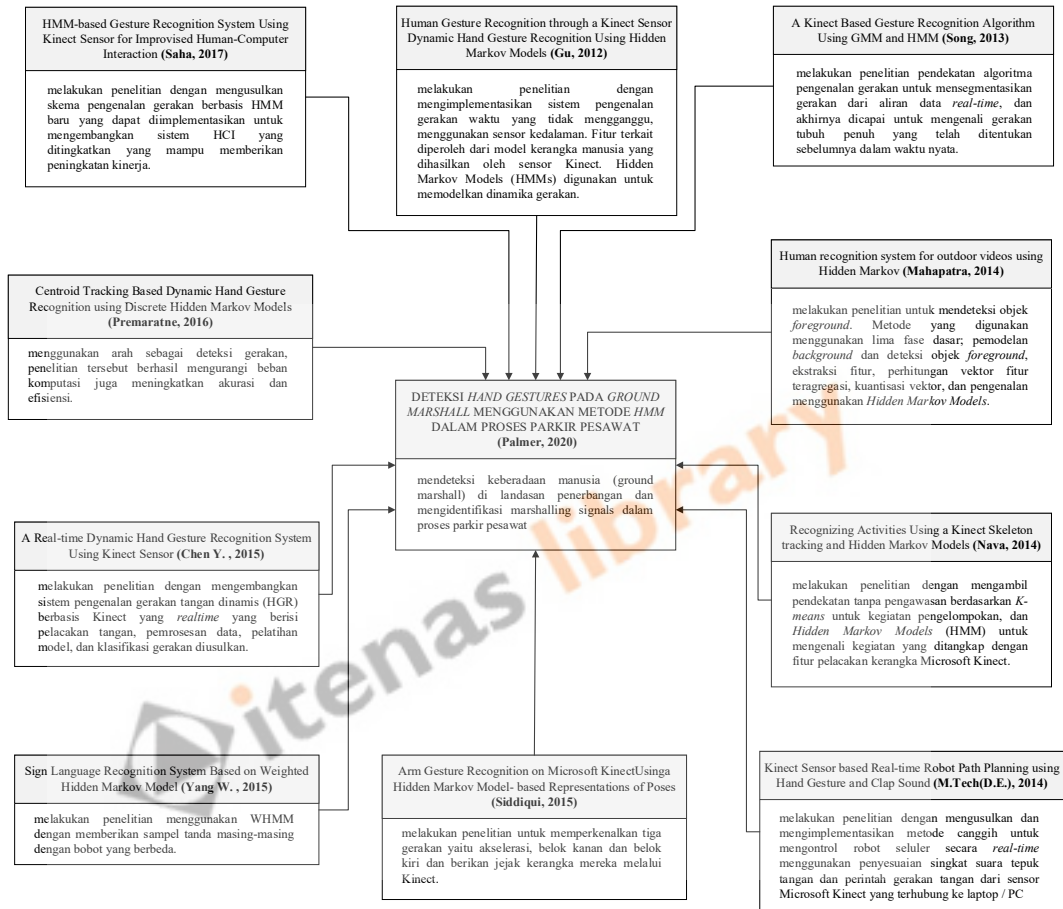 HMM-based Gesture Recognition System Using
Kinect Sensor for Improvised Human-Computer
Interaction (Saha, 2017)
melakukan penelitian dengan mengusulkan
skema pengenalan gerakan berbasis HMM
baru yang dapat diimplementasikan untuk
mengembangkan sistem HCI yang
ditingkatkan yang mampu memberikan
peningkatan kinerja.
Human Gesture Recognition through a Kinect Sensor
Dynamic Hand Gesture Recognition Using Hidden
Markov Models (Gu, 2012)
melakukan penelitian dengan
mengimplementasikan sistem pengenalan
gerakan waktu yang tidak mengganggu,
menggunakan sensor kedalaman. Fitur terkait
diperoleh dari model kerangka manusia yang
dihasilkan oleh sensor Kinect. Hidden
Markov Models (HMMs) digunakan untuk
memodelkan dinamika gerakan.
A Kinect Based Gesture Recognition Algorithm
Using GMM and HMM (Song, 2013)
melakukan penelitian pendekatan algoritma
pengenalan gerakan untuk mensegmentasikan
gerakan dari aliran data real-time, dan
akhirnya dicapai untuk mengenali gerakan
tubuh penuh yang telah ditentukan
sebelumnya dalam waktu nyata.
Centroid Tracking Based Dynamic Hand Gesture
Recognition using Discrete Hidden Markov Models
(Premaratne, 2016)
menggunakan arah sebagai deteksi gerakan,
penelitian tersebut berhasil mengurangi beban
komputasi juga meningkatkan akurasi dan
efisiensi.
Human recognition system for outdoor videos using
Hidden Markov (Mahapatra, 2014)
melakukan penelitian untuk mendeteksi objek
foreground. Metode yang digunakan
menggunakan lima fase dasar; pemodelan
background dan deteksi objek foreground,
ekstraksi fitur, perhitungan vektor fitur
teragregasi, kuantisasi vektor, dan pengenalan
menggunakan Hidden Markov Models.
DETEKSI HAND GESTURES PADA GROUND
MARSHALL MENGGUNAKAN METODE HMM
DALAM PROSES PARKIR PESAWAT
(Palmer, 2020)
mendeteksi keberadaan manusia (ground
marshall) di landasan penerbangan dan
mengidentifikasi marshalling signals dalam
proses parkir pesawat
A Real-time Dynamic Hand Gesture Recognition System
Using Kinect Sensor (Chen Y. , 2015)
melakukan penelitian dengan mengembangkan
sistem pengenalan gerakan tangan dinamis (HGR)
berbasis Kinect yang realtime yang berisi
pelacakan tangan, pemrosesan data, pelatihan
model, dan klasifikasi gerakan diusulkan.
Recognizing Activities Using a Kinect Skeleton
tracking and Hidden Markov Models (Nava, 2014)
melakukan penelitian dengan mengambil
pendekatan tanpa pengawasan berdasarkan K-
means untuk kegiatan pengelompokan, dan
Hidden Markov Models (HMM) untuk
mengenali kegiatan yang ditangkap dengan
fitur pelacakan kerangka Microsoft Kinect.
Sign Language Recognition System Based on Weighted
Hidden Markov Model (Yang W. , 2015)
melakukan penelitian menggunakan WHMM
dengan memberikan sampel tanda masing-masing
dengan bobot yang berbeda.
Arm Gesture Recognition on Microsoft KinectUsinga
Hidden Markov Model- based Representations of Poses
(Siddiqui, 2015)
melakukan penelitian untuk memperkenalkan tiga
gerakan yaitu akselerasi, belok kanan dan belok
kiri dan berikan jejak kerangka mereka melalui
Kinect.
Kinect Sensor based Real-time Robot Path Planning using
Hand Gesture and Clap Sound (M.Tech(D.E.), 2014)
melakukan penelitian dengan mengusulkan dan
mengimplementasikan metode canggih untuk
mengontrol robot seluler secara real-time
menggunakan penyesuaian singkat suara tepuk
tangan dan perintah gerakan tangan dari sensor
Microsoft Kinect yang terhubung ke laptop / PC
itenas library